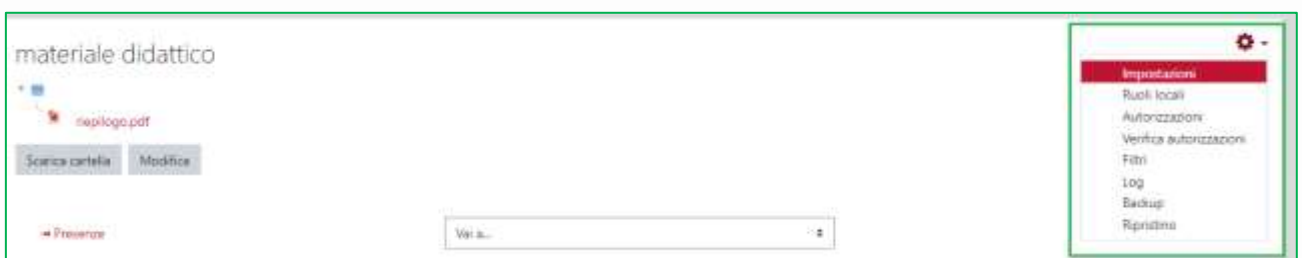 materiale didattico
riepilogo.pdf
Scarica cartella
Modifica
◄ Presenze
Vai a...
Impostazioni
Ruoli locali
Autorizzazioni
Verifica autorizzazioni
Filtri
Log
Backup
Ripristino